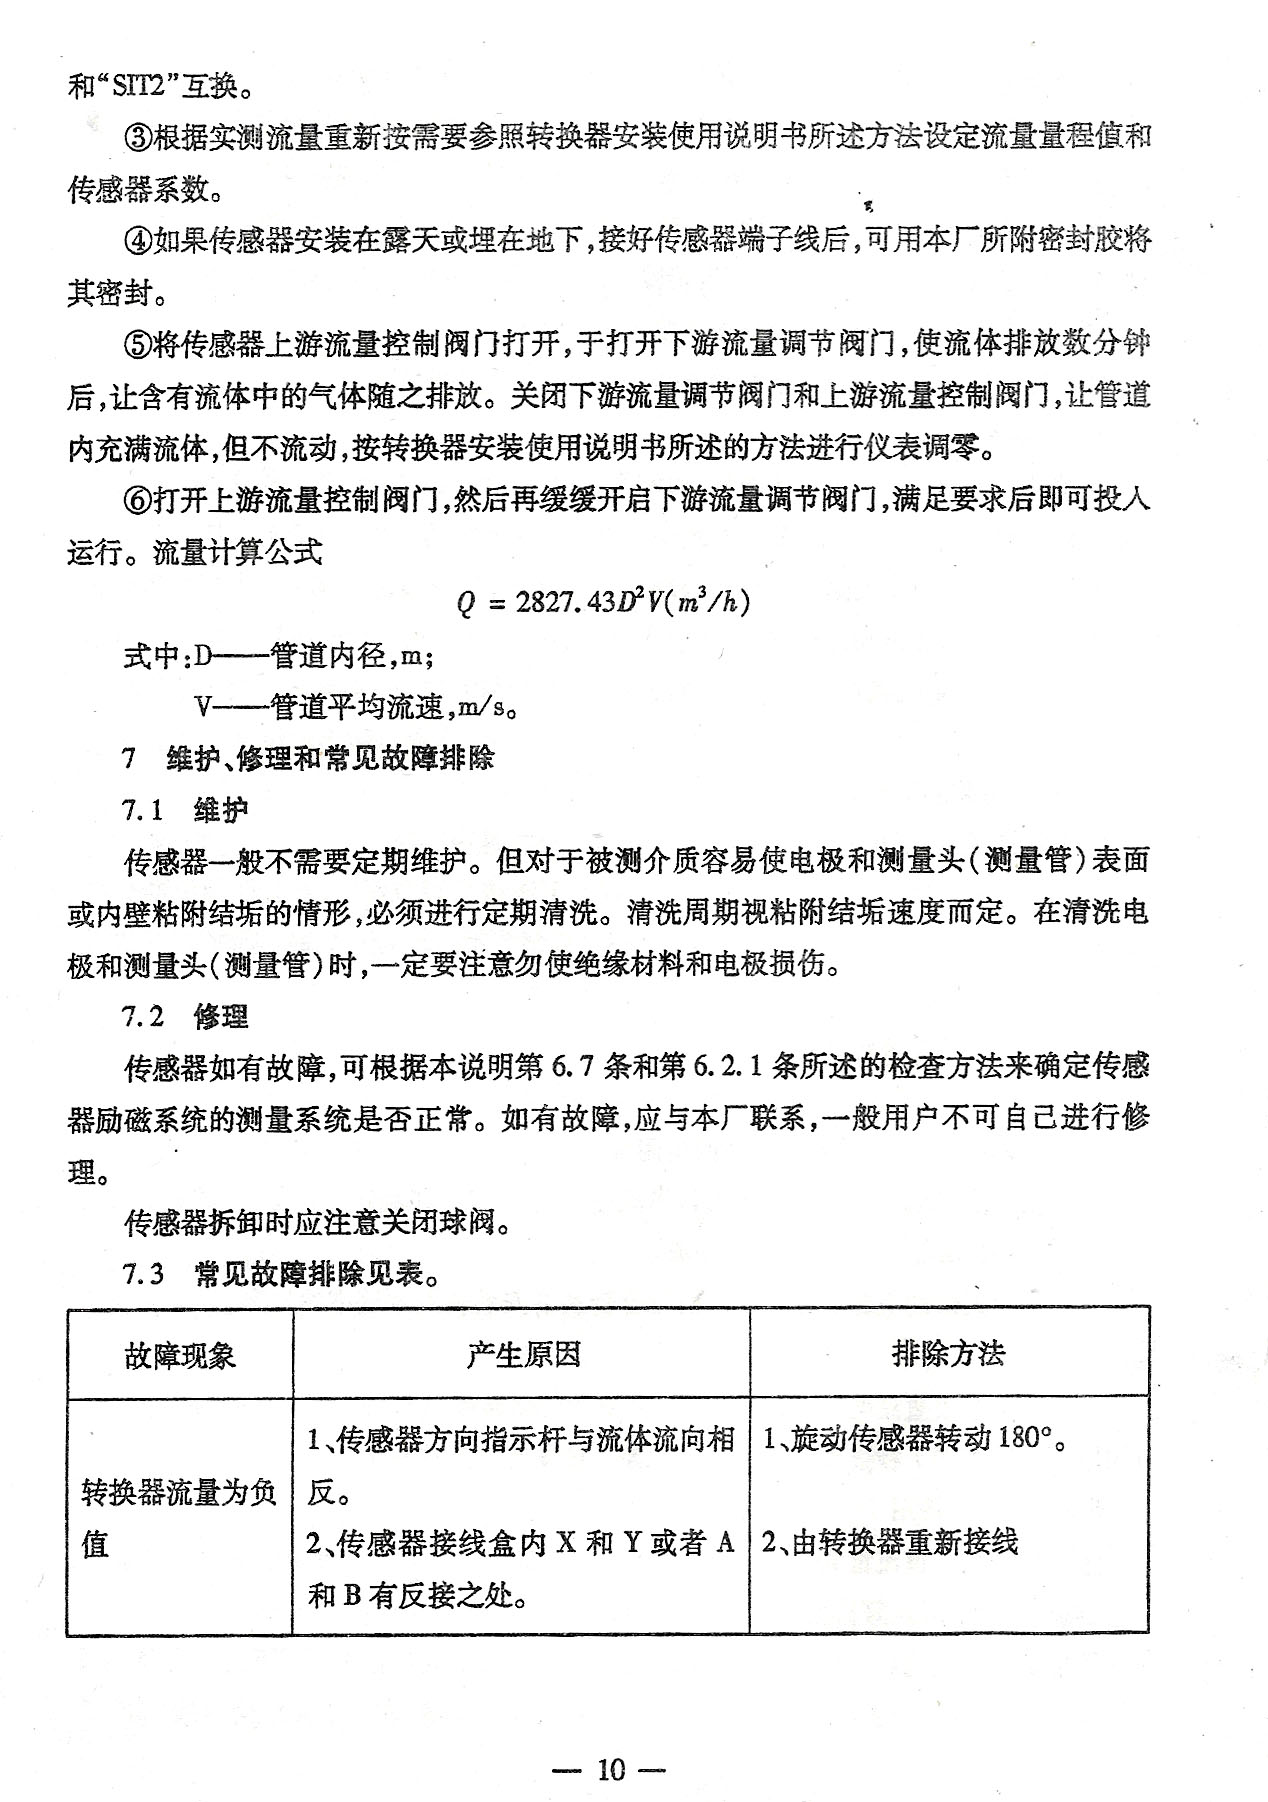 和“SIT2”互换。
③根据实测流量重新按需要参照转换器安装使用说明书所述方法设定流量量程值和
传感器系数。
④如果传感器安装在露天或埋在地下,接好传感器端子线后,可用本厂所附密封胶将
其密封。
⑤将传感器上游流量控制阀门打开,于打开下游流量调节阀门,使流体排放数分钟
后,让含有流体中的气体随之排放。关闭下游流量调节阀门和上游流量控制阀门,让管道
内充满流体,但不流动,按转换器安装使用说明书所述的方法进行仪表调零。
⑥打开上游流量控制阀门,然后再缓缓开启下游流量调节阀门,满足要求后即可投人
运行。流量计算公式
Q = 2827.43D²V(m³/h)
式中:D——管道内径,m;
V——管道平均流速,m/s。
7 维护、修理和常见故障排除
7.1 维护
传感器一般不需要定期维护。但对于被测介质容易使电极和测量头(测量管)表面
或内壁粘附结垢的情形,必须进行定期清洗。清洗周期视粘附结垢速度而定。在清洗电
极和测量头(测量管)时,一定要注意勿使绝缘材料和电极损伤。
7.2 修理
传感器如有故障,可根据本说明第 6.7 条和第 6.2.1 条所述的检查方法来确定传感
器励磁系统的测量系统是否正常。如有故障,应与本厂联系,一般用户不可自己进行修
理。
传感器拆卸时应注意关闭球阀。
7.3 常见故障排除见表。
故障现象 产生原因 排除方法
转换器流量为负
值
1、传感器方向指示杆与流体流向相
反。
2、传感器接线盒内 X 和 Y 或者 A
和 B 有反接之处。
1、旋动传感器转动 180°。
2、由转换器重新接线
— 10 —